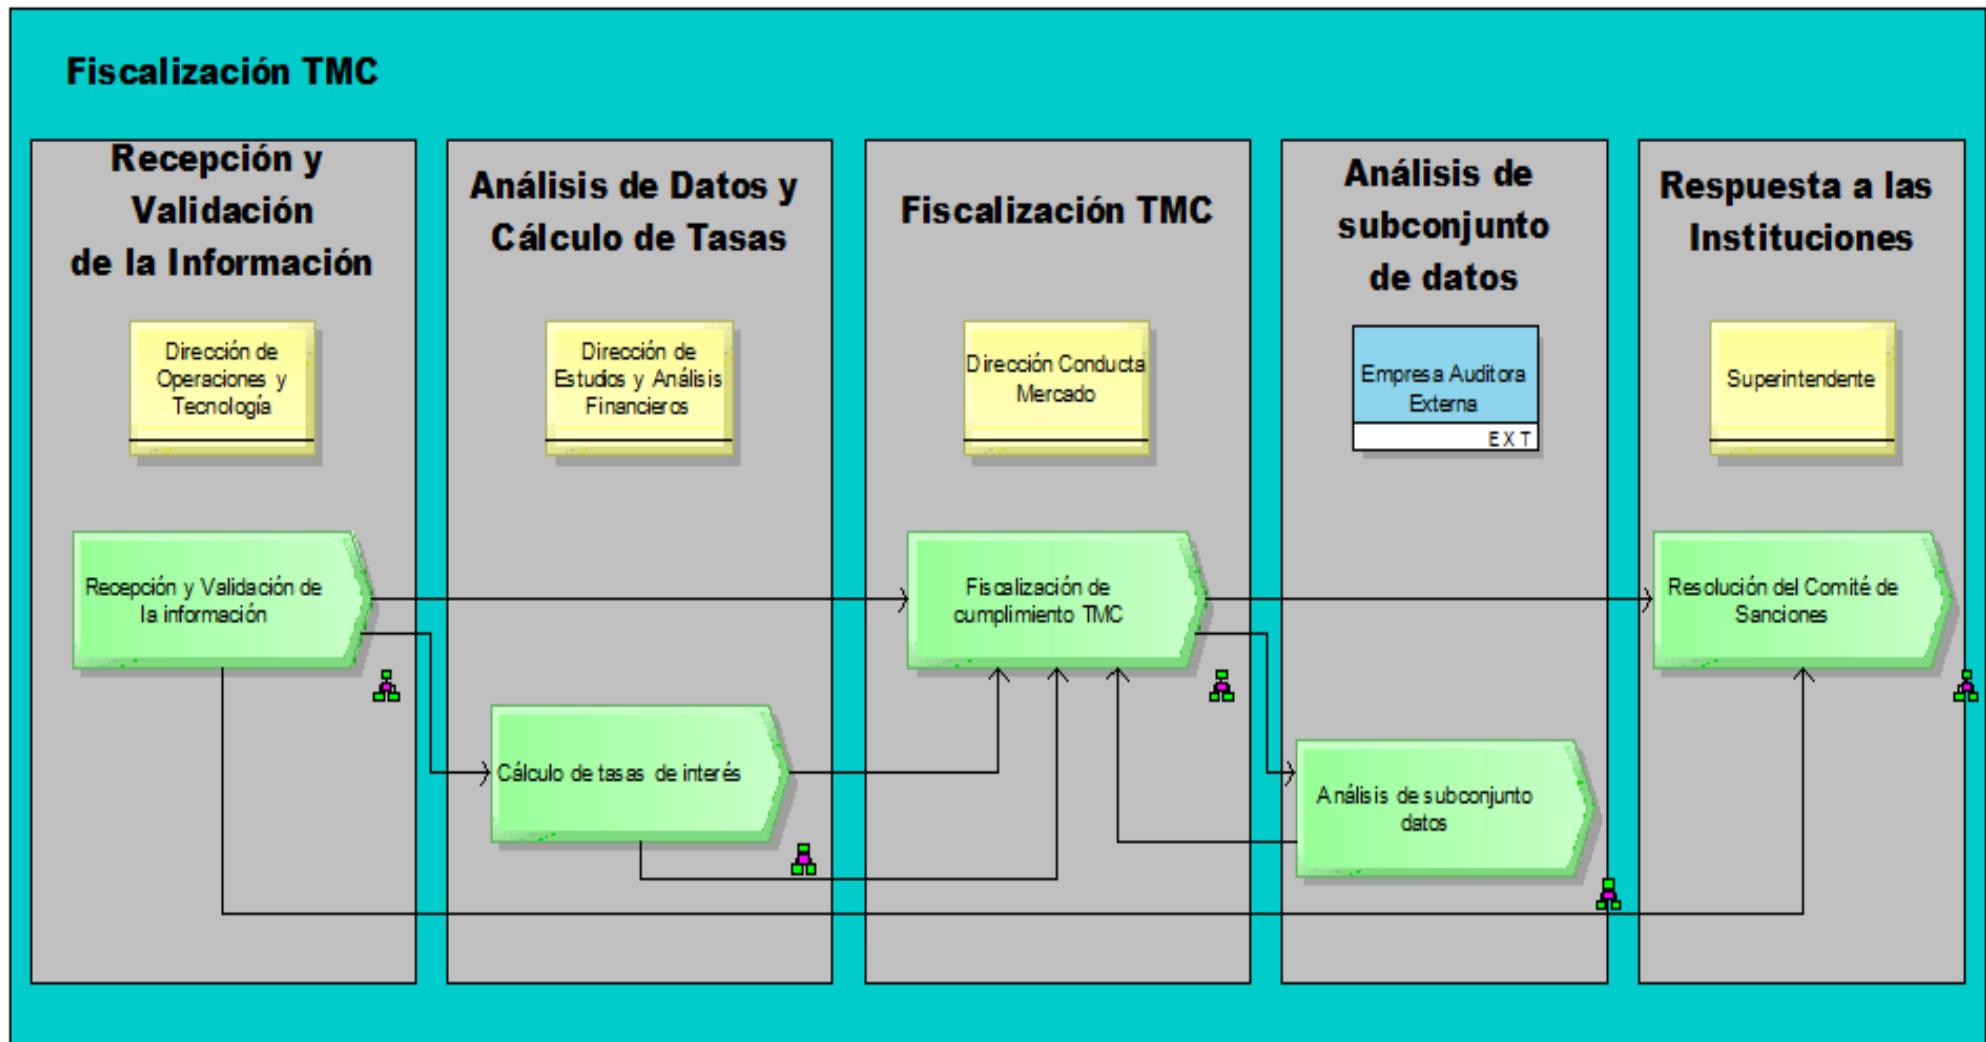 Fiscalización TMC
Recepción y
Validación
de la Información
Análisis de Datos y
Cálculo de Tasas
Fiscalización TMC
Análisis de
subconjunto
de datos
Respuesta a las
Instituciones
Dirección de
Operaciones y
Tecnología
Dirección de
Estudios y Análisis
Financieros
Dirección Conducta
Mercado
Empresa Auditora
Externa
EXT
Superintendente
Recepción y Validación de
la información
Fiscalización de
cumplimiento TMC
Resolución del Comité de
Sanciones
Cálculo de tasas de interés
Análisis de subconjunto
datos